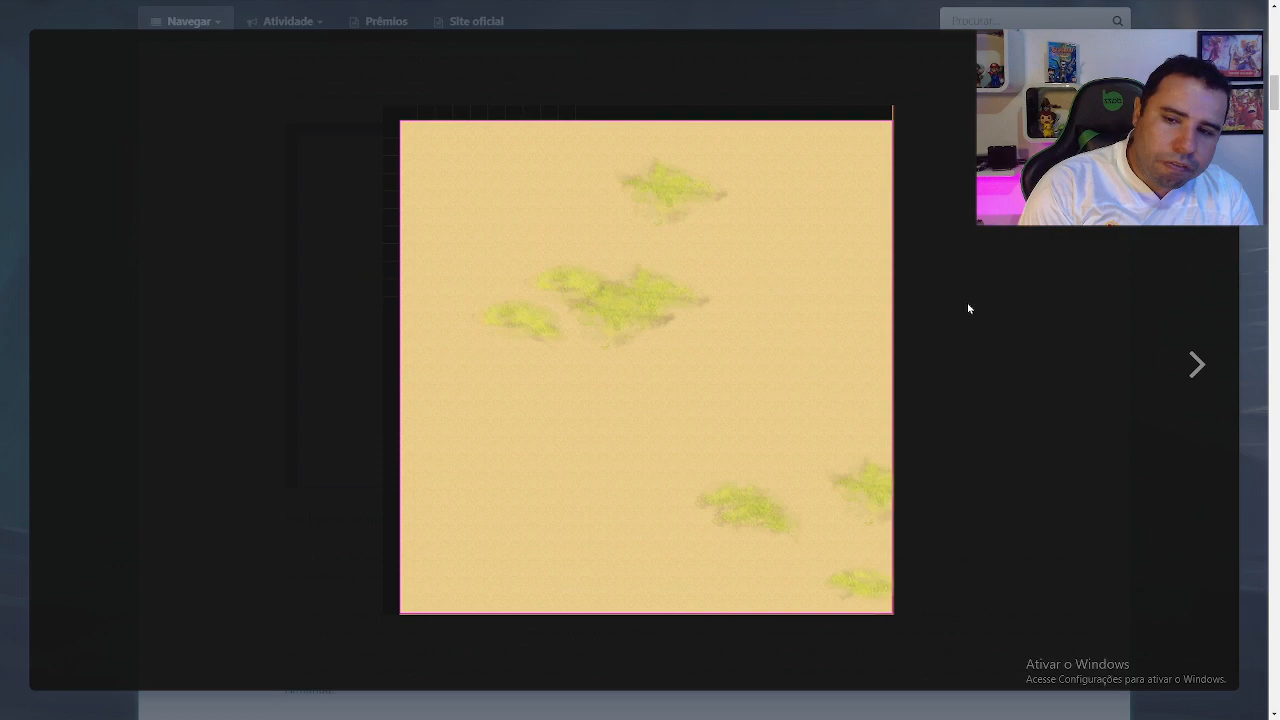 Navegar
Atividade
Prêmios
Site oficial
Procurar...
Ativar o Windows
Acesse Configurações para ativar o Windows.